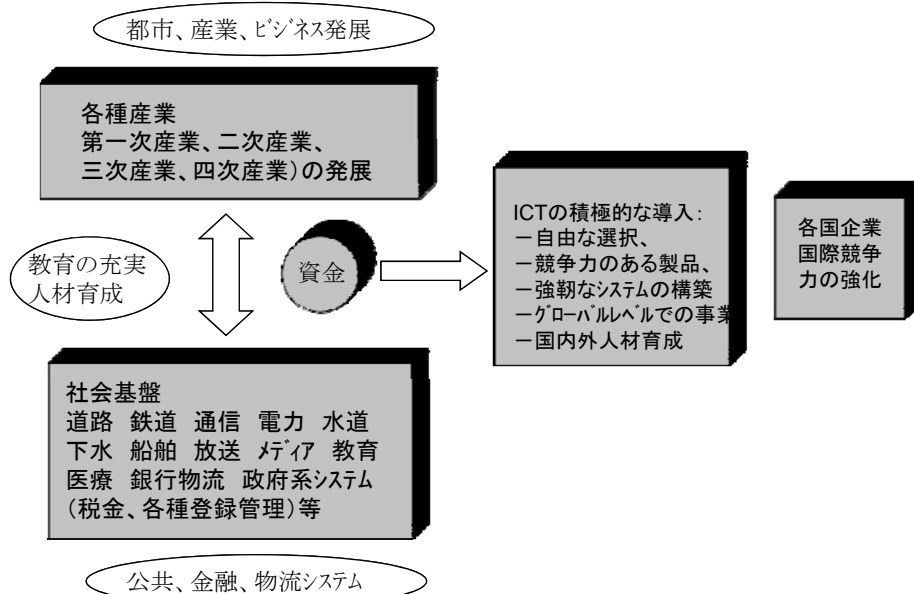 都市、産業、ビジネス発展
各種産業
第一次産業、二次産業、
三次産業、四次産業)の発展
教育の充実
人材育成
資金
ICTの積極的な導入:
－自由な選択、
－競争力のある製品、
－強靭なシステムの構築
－グローバルレベルでの事業
－国内外人材育成
各国企業
国際競争
力の強化
社会基盤
道路 鉄道 通信 電力 水道
下水 船舶 放送 メディア 教育
医療 銀行物流 政府系システム
(税金、各種登録管理)等
公共、金融、物流システム